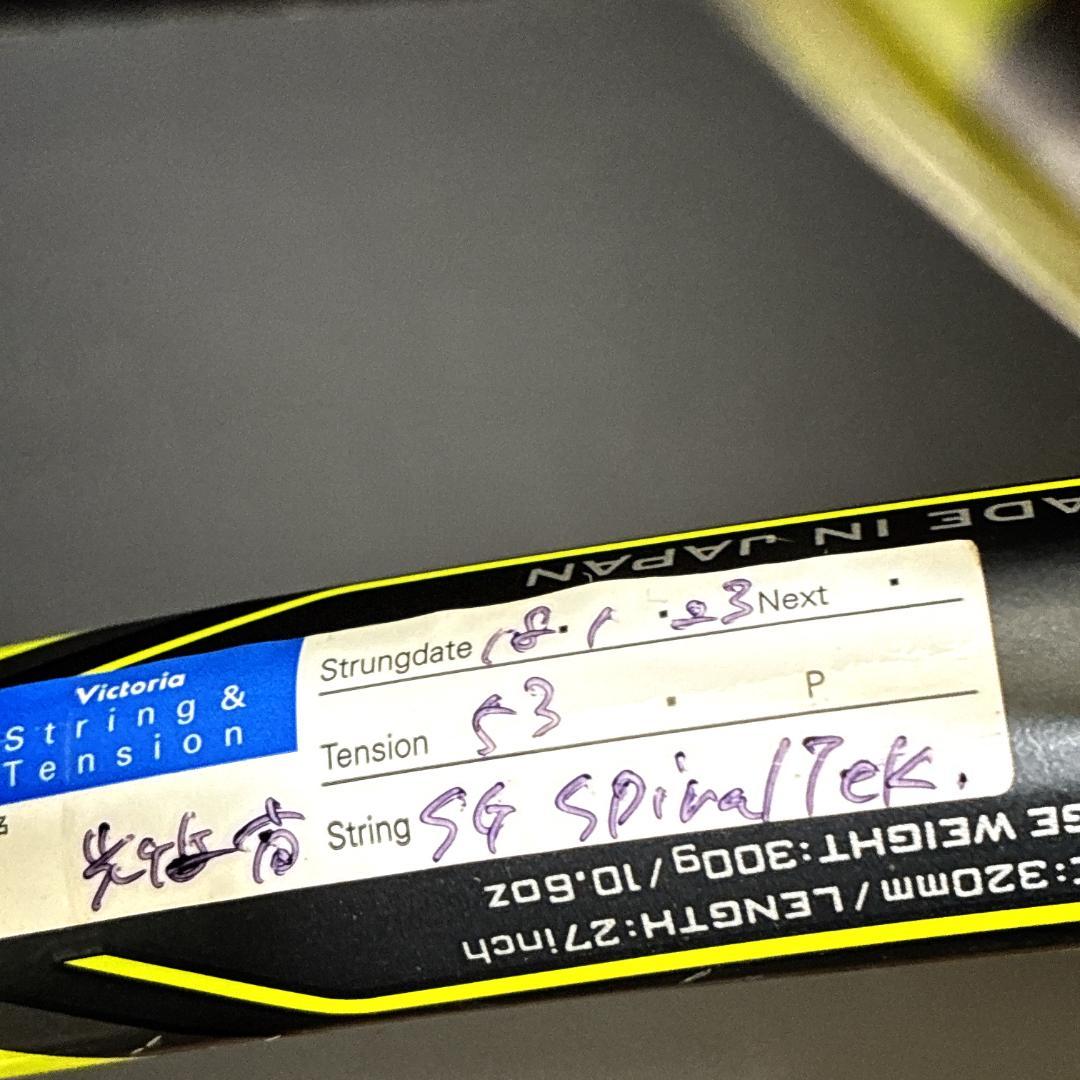 MADE IN JAPAN
Victoria
String &
Tension
Strungdate 18 . 1 . 23 Next .
Tension 53 . P
String SG SpiralTek.
SE WEIGHT:300g/10.6oz
E:320mm/LENGTH:27inch